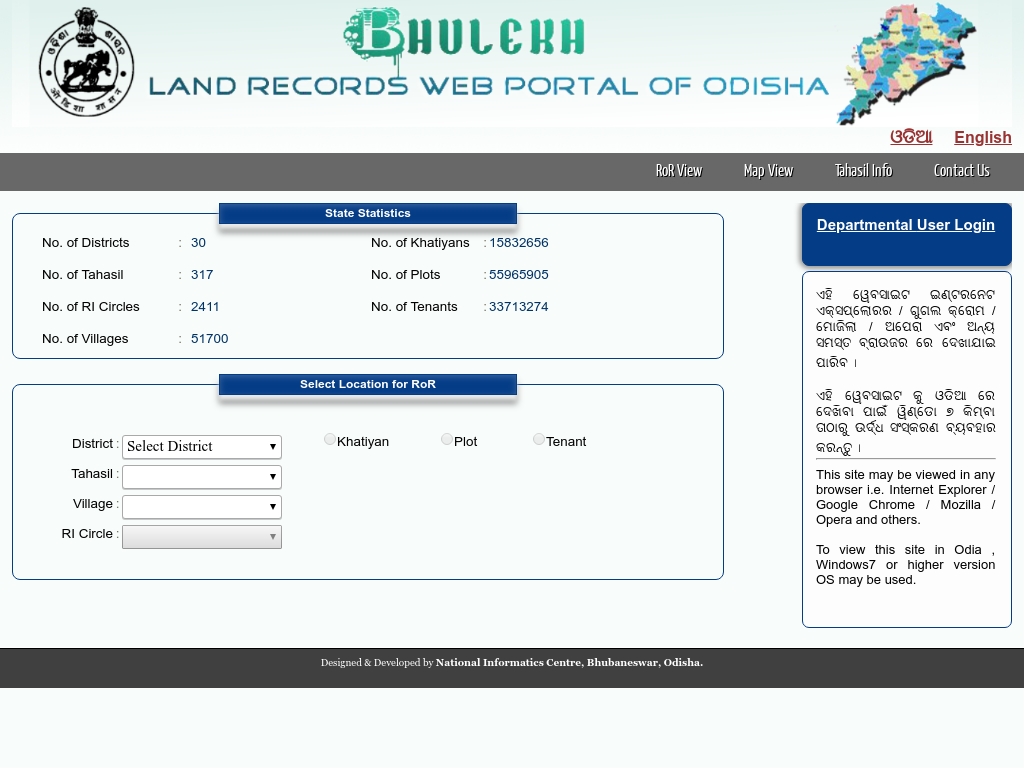 BHULEKH
LAND RECORDS WEB PORTAL OF ODISHA
ଓଡିଆ English
RoR View Map View Tahasil Info Contact Us
State Statistics
No. of Districts : 30 No. of Khatiyans : 15832656
No. of Tahasil : 317 No. of Plots : 55965905
No. of RI Circles : 2411 No. of Tenants : 33713274
No. of Villages : 51700
Select Location for RoR
District : Select District Khatiyan Plot Tenant
Tahasil :
Village :
RI Circle :
Departmental User Login
ଏହି ୱେବସାଇଟ ଇଣ୍ଟରନେଟ
ଏକ୍ସପ୍ଲୋରର / ଗୁଗଲ କ୍ରୋମ /
ମୋଜିଲା / ଅପେରା ଏବଂ ଅନ୍ୟ
ସମସ୍ତ ବ୍ରାଉଜର ରେ ଦେଖାଯାଇ
ପାରିବ ।
ଏହି ୱେବସାଇଟ କୁ ଓଡିଆ ରେ
ଦେଖିବା ପାଇଁ ୱିଣ୍ଡୋ ୭ କିମ୍ବା
ତାଠାରୁ ଉର୍ଦ୍ଧ ସଂସ୍କରଣ ବ୍ୟବହାର
କରନ୍ତୁ ।
This site may be viewed in any
browser i.e. Internet Explorer /
Google Chrome / Mozilla /
Opera and others.
To view this site in Odia ,
Windows7 or higher version
OS may be used.
Designed & Developed by National Informatics Centre, Bhubaneswar, Odisha.